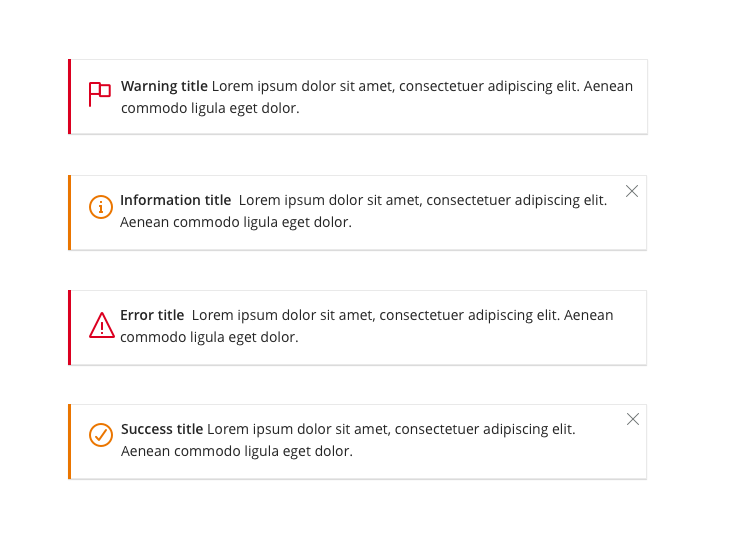 Warning title Lorem ipsum dolor sit amet, consectetuer adipiscing elit. Aenean
commodo ligula eget dolor.
Information title Lorem ipsum dolor sit amet, consectetuer adipiscing elit.
Aenean commodo ligula eget dolor.
Error title Lorem ipsum dolor sit amet, consectetuer adipiscing elit. Aenean
commodo ligula eget dolor.
Success title Lorem ipsum dolor sit amet, consectetuer adipiscing elit.
Aenean commodo ligula eget dolor.